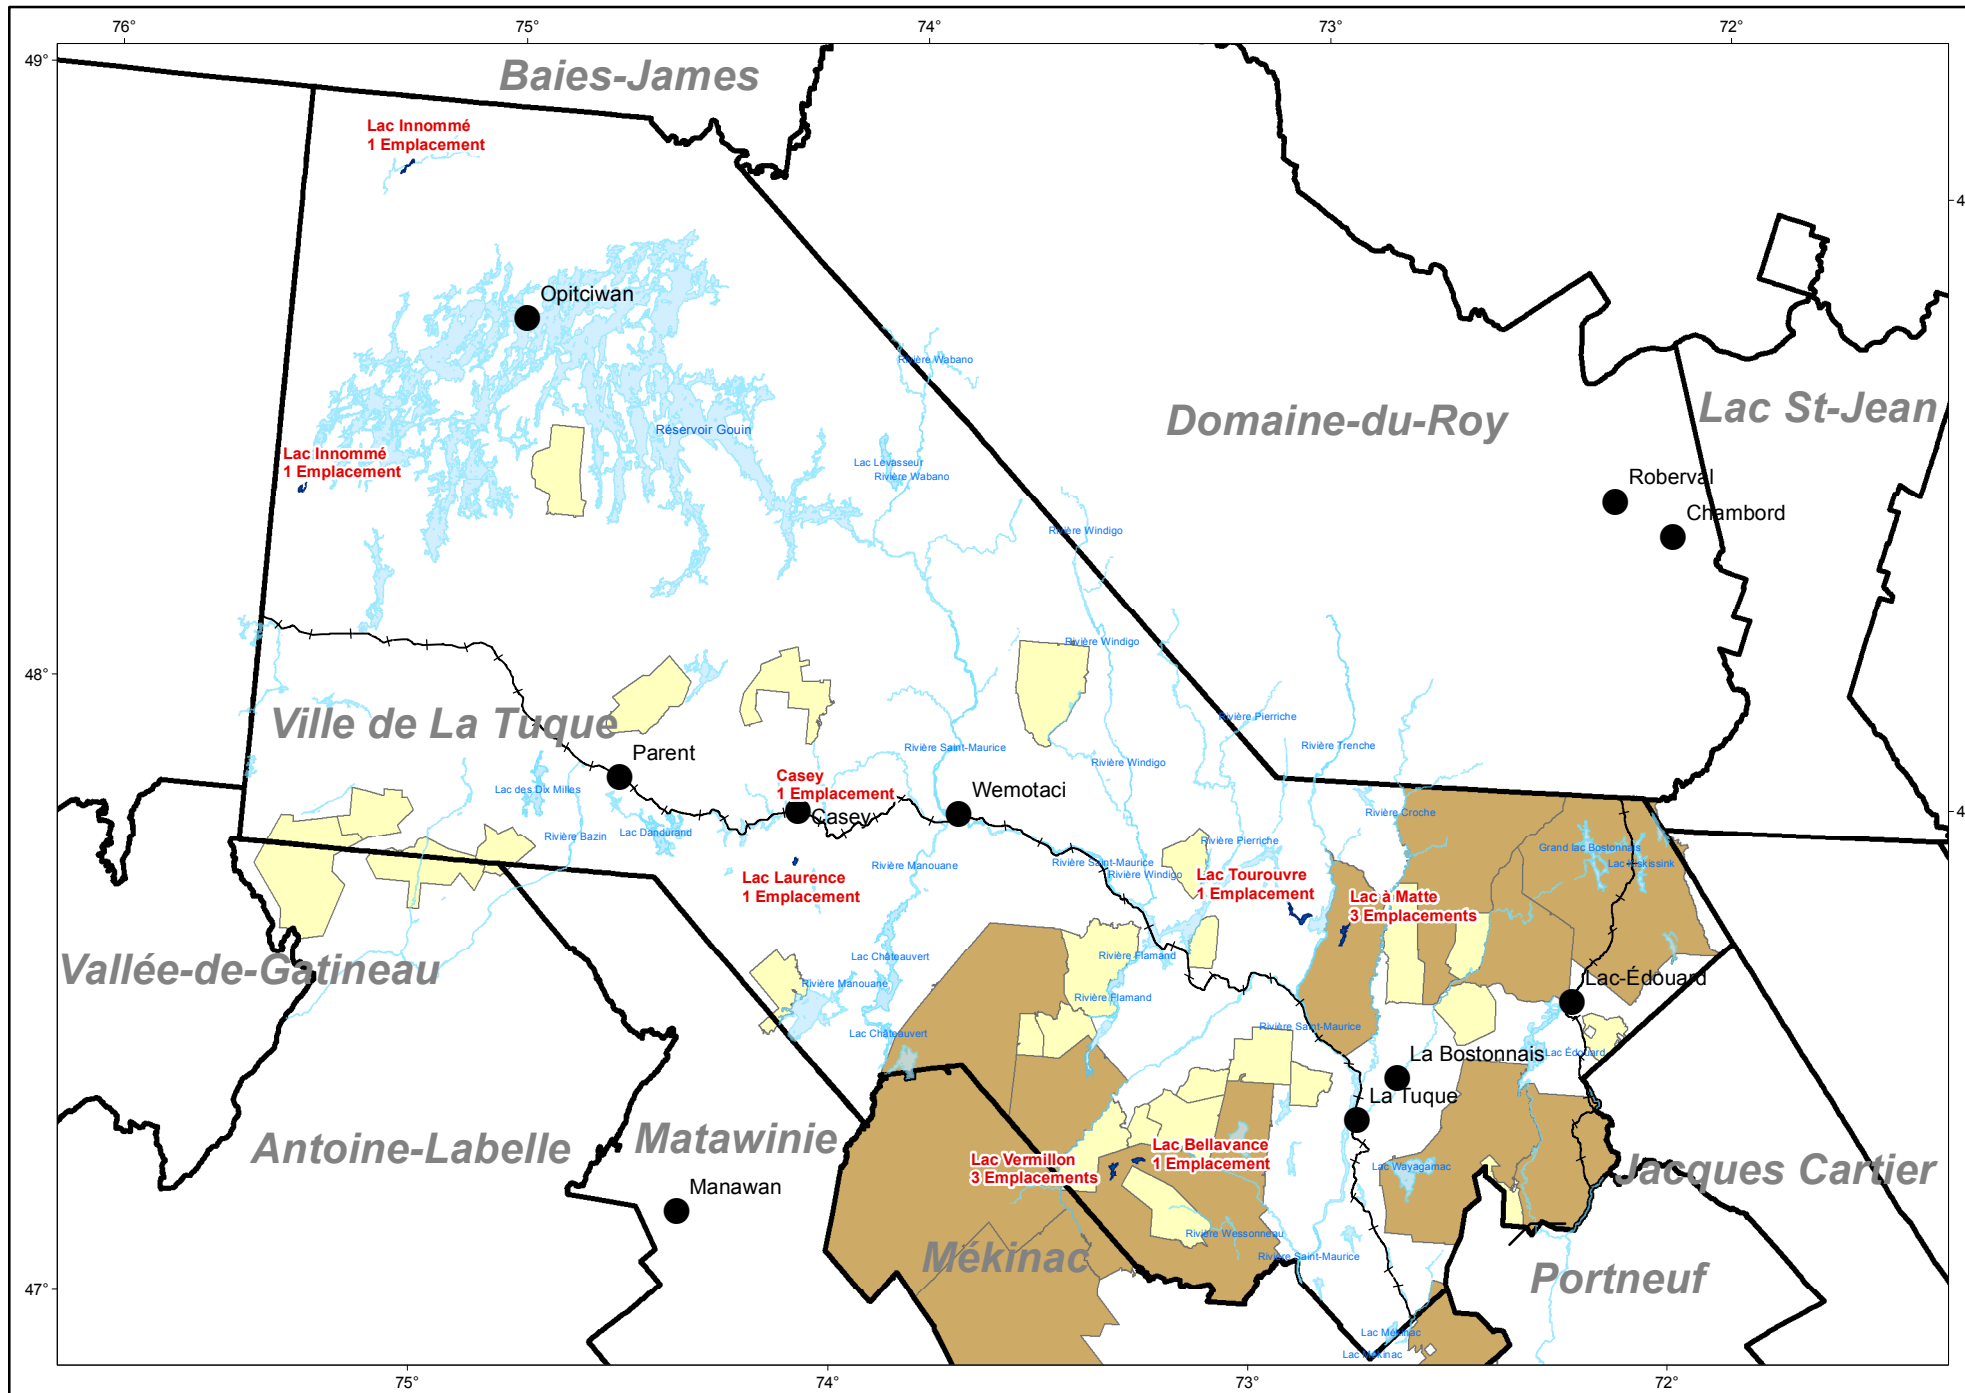 76°
75°
74°
73°
72°
49°
Baies-James
Lac Innommé
1 Emplacement
Opitciwan
Rivière Wabano
Réservoir Gouin
Lac Levasseur
Rivière Wabano
Lac Innommé
1 Emplacement
Domaine-du-Roy
Lac St-Jean
Roberval
Chambord
Rivière Windigo
Rivière Windigo
48°
Ville de La Tuque
Parent
Rivière Saint-Maurice
Rivière Pierriche
Rivière Trenche
Rivière Windigo
Lac des Dix Milles
Casey
1 Emplacement
Casey
Wemotaci
Rivière Croche
Rivière Bazin
Lac Dandurand
Rivière Manouane
Rivière Saint-Maurice
Rivière Windigo
Rivière Pierriche
Grand lac Bostonnais
Lac Kiskissink
Lac Laurence
1 Emplacement
Lac Tourouvre
1 Emplacement
Lac à Matte
3 Emplacements
Vallée-de-Gatineau
Lac Châteauvert
Rivière Flamand
Rivière Manouane
Rivière Flamand
Lac-Édouard
Lac Châteauvert
Rivière Saint-Maurice
Lac Édouard
La Bostonnais
La Tuque
Antoine-Labelle
Matawinie
Manawan
Lac Vermillon
3 Emplacements
Lac Bellavance
1 Emplacement
Lac Wayagamac
Jacques Cartier
Rivière Wessonneau
Rivière Saint-Maurice
Mékinac
Portneuf
47°
Lac Mékinac
Lac Mékinac
75°
74°
73°
72°